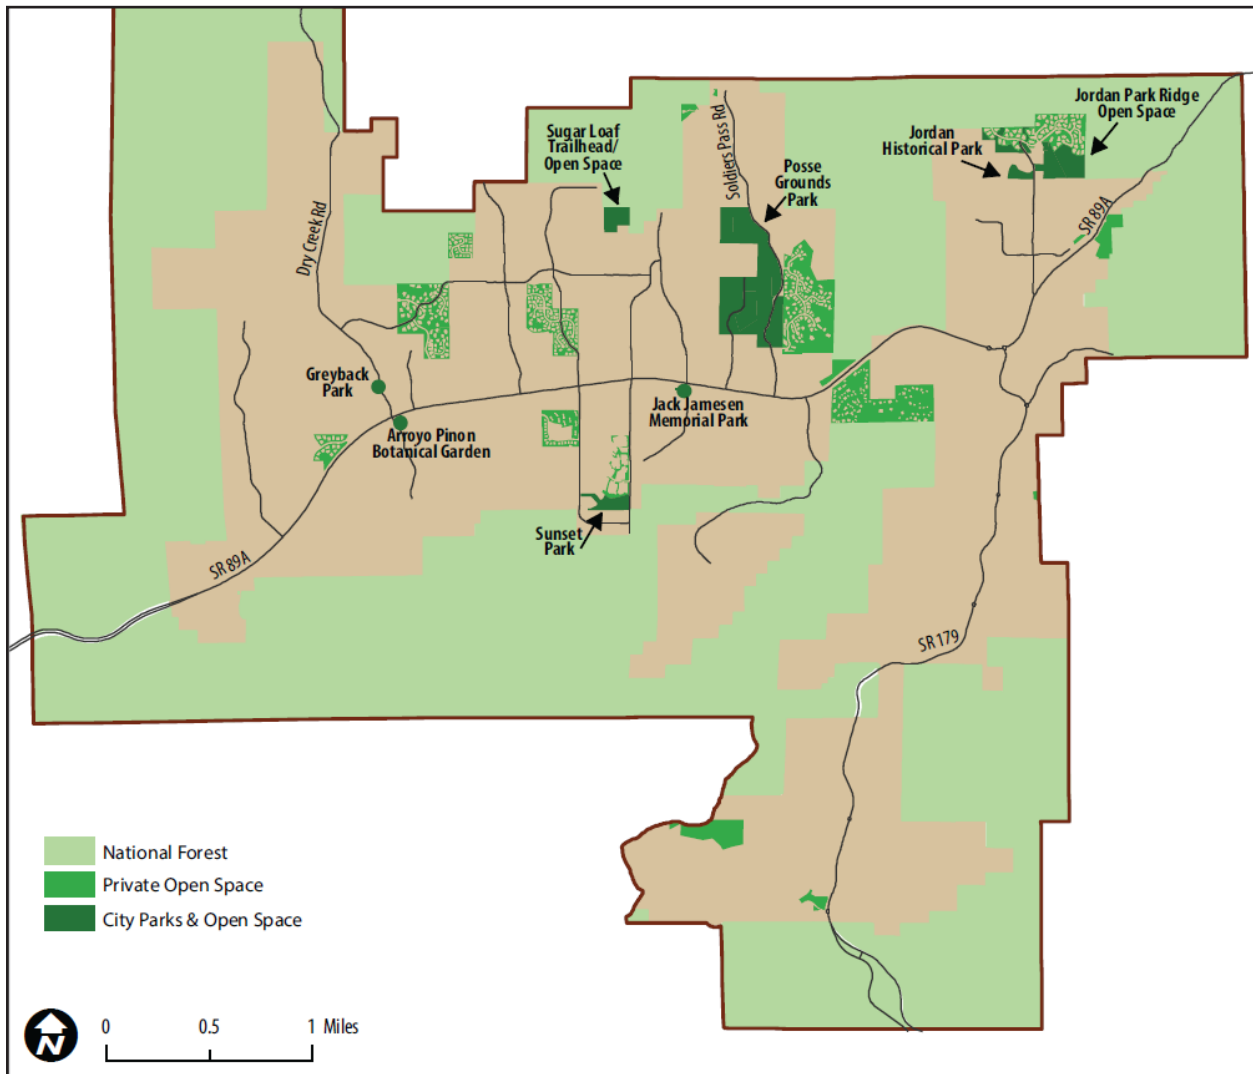 Jordan Park Ridge
Open Space
Sugar Loaf
Trailhead/
Open Space
Soldiers Pass Rd
Jordan
Historical Park
Posse
Grounds
Park
Dry Creek Rd
SR 89A
Greyback
Park
Jack Jamesen
Memorial Park
Arroyo Pinon
Botanical Garden
Sunset
Park
SR 89A
SR 179
National Forest
Private Open Space
City Parks & Open Space
N
0 0.5 1 Miles